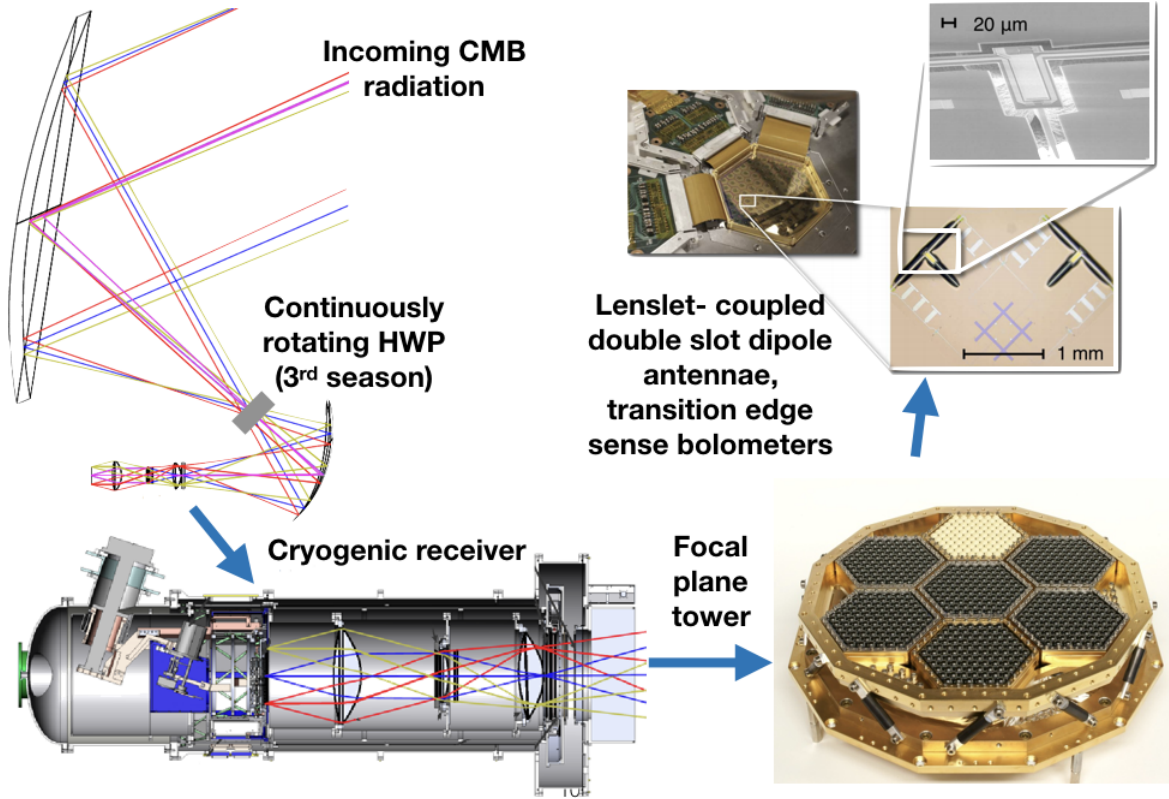 Incoming CMB
radiation
20 µm
Continuously
rotating HWP
(3rd season)
Lenslet- coupled
double slot dipole
antennae,
transition edge
sense bolometers
1 mm
Cryogenic receiver
Focal
plane
tower